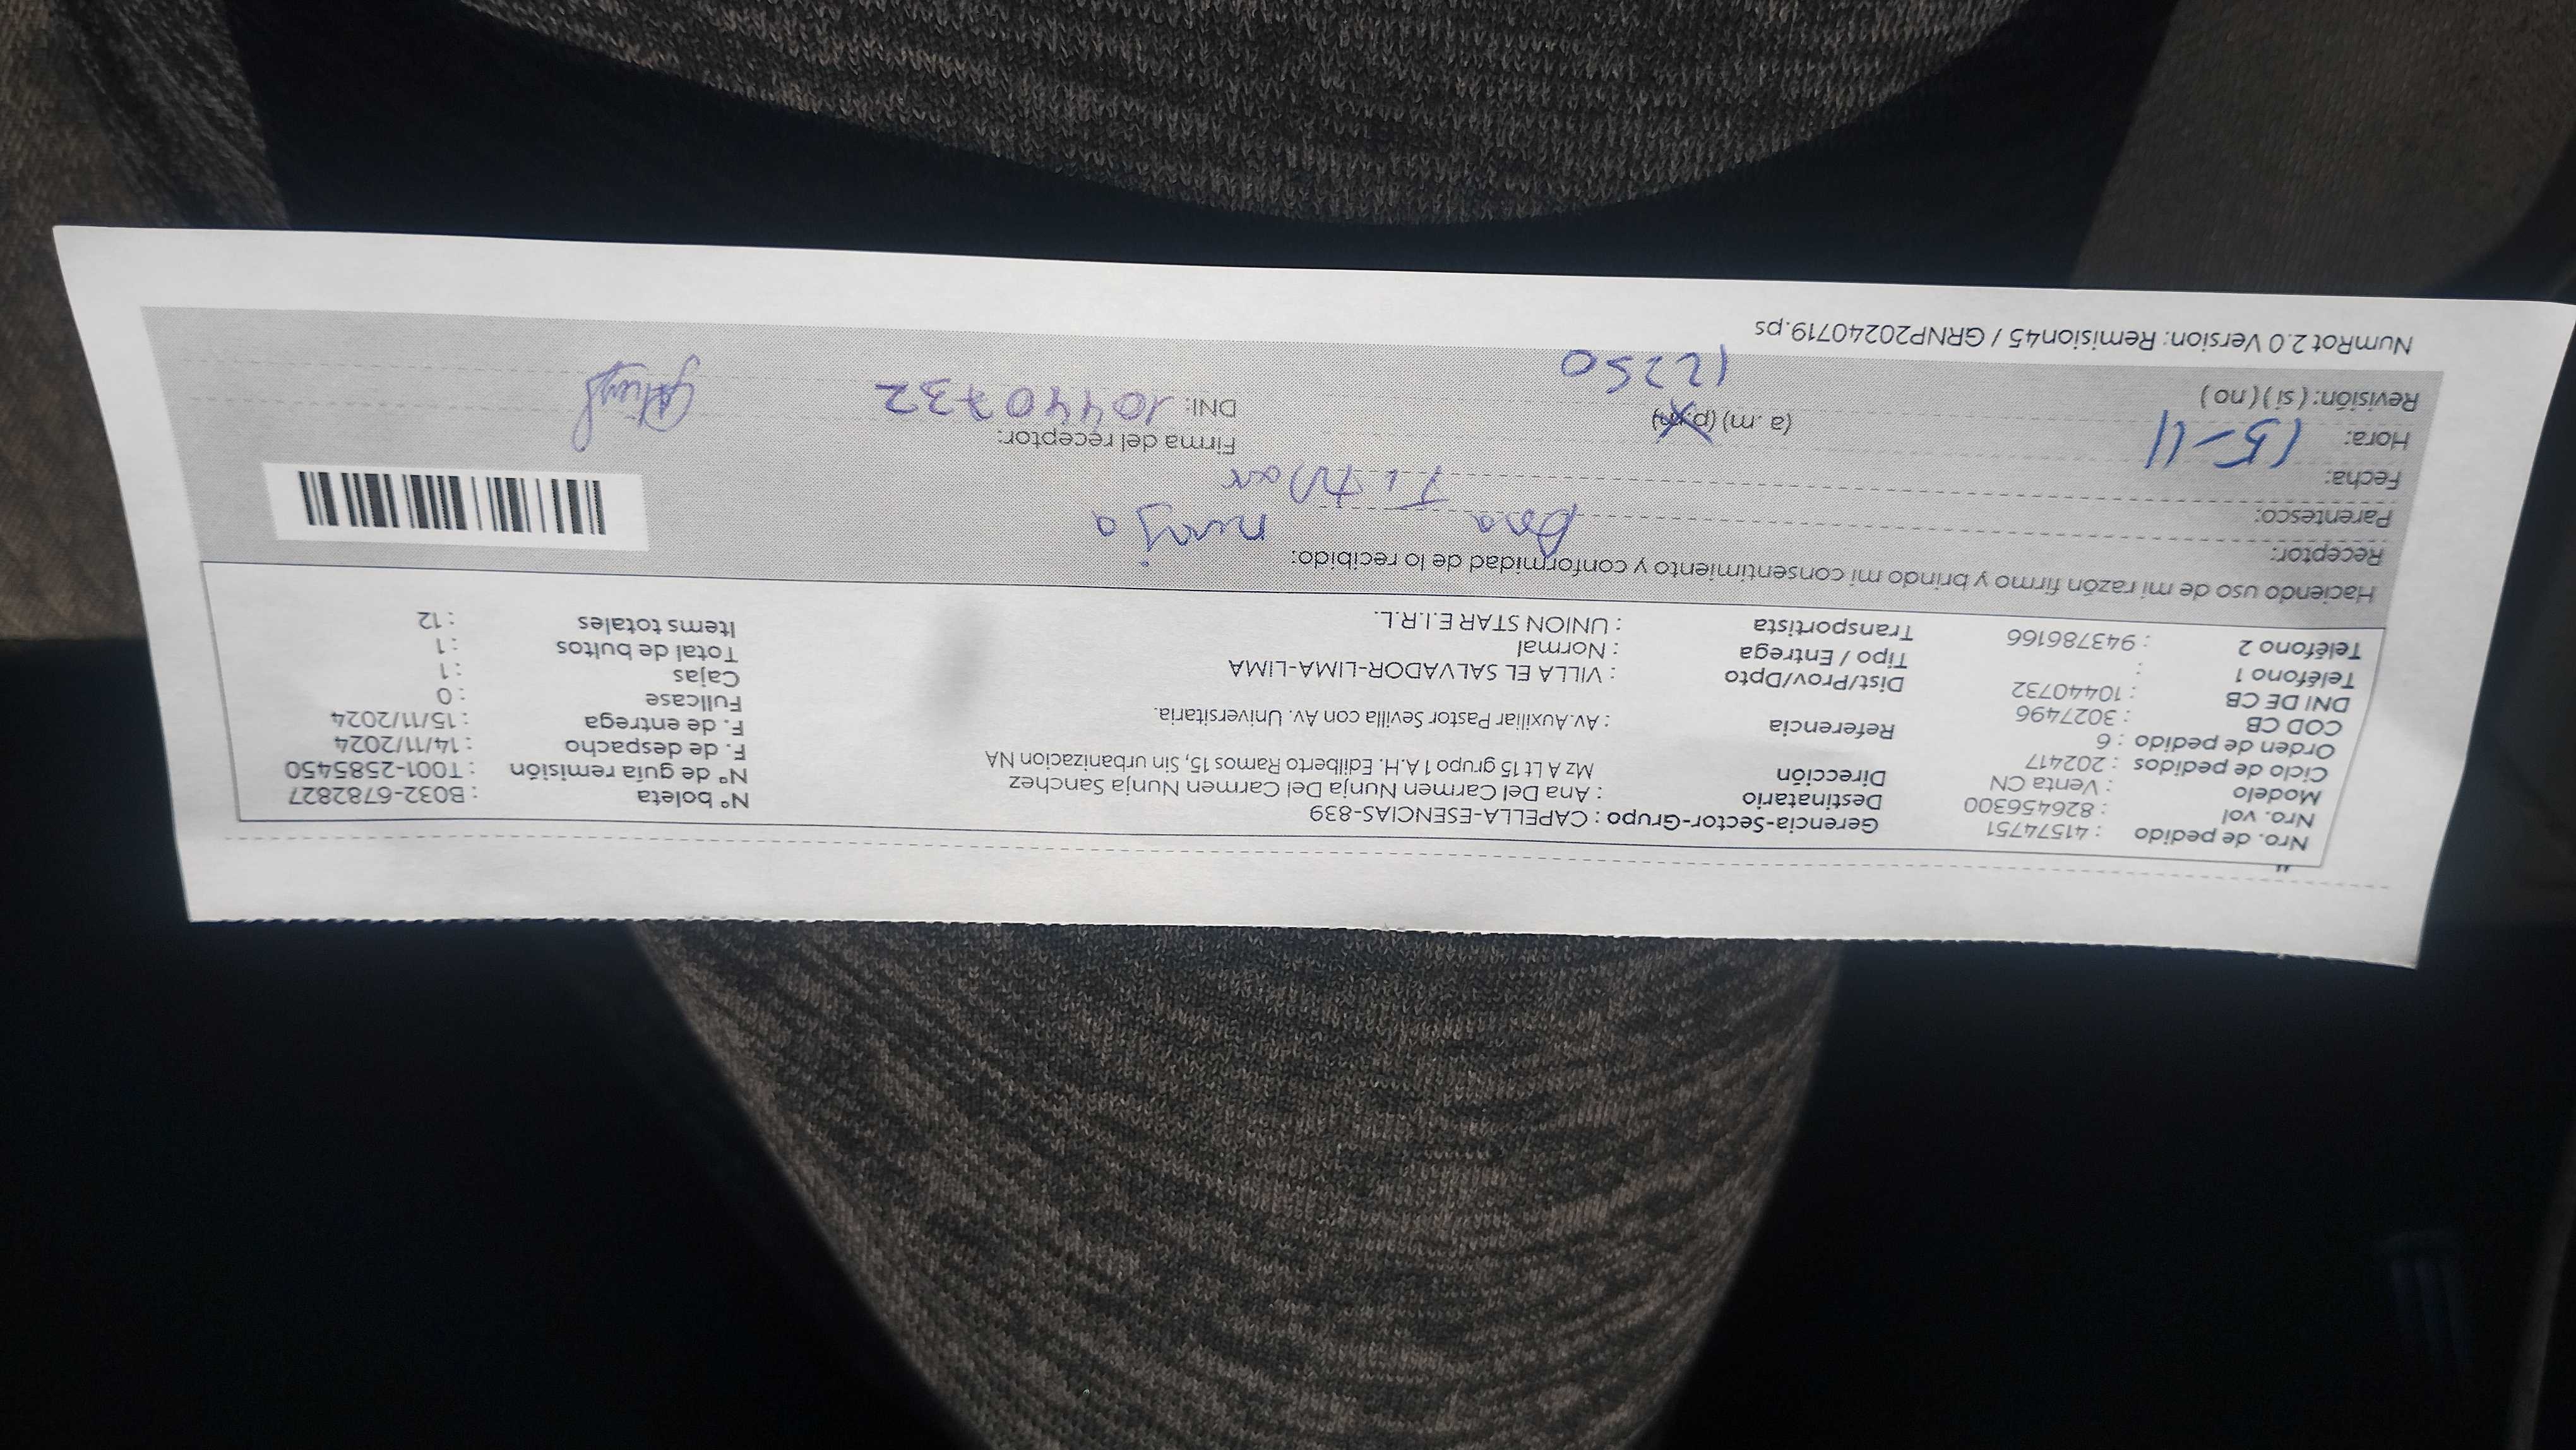 Nro. de pedido : 41574751 Gerencia-Sector-Grupo : CAPELLA-ESENCIAS-839 N° boleta : B032-6782827
Nro. vol : 826456300 Destinatario : Ana Del Carmen Nunja Del Carmen Nunja Sanchez N° de guía remisión : T001-2585450
Modelo : Venta CN Dirección Mz A Lt 15 grupo 1 A.H. Edilberto Ramos 15, Sin urbanizacion NA F. de despacho : 14/11/2024
Ciclo de pedidos : 202417 Referencia : Av.Auxiliar Pastor Sevilla con Av. Universitaria. F. de entrega : 15/11/2024
Orden de pedido : 6 Dist/Prov/Dpto : VILLA EL SALVADOR-LIMA-LIMA Fullcase : 0
COD CB : 3027496 Tipo / Entrega : Normal Cajas : 1
DNI DE CB : 10440732 Transportista : UNION STAR E.I.R.L. Total de bultos : 1
Teléfono 1 : Items totales : 12
Teléfono 2 : 943786166
Haciendo uso de mi razón firmo y brindo mi consentimiento y conformidad de lo recibido:
Receptor: Ana nunja
Parentesco: Titular
Fecha: 15-11
Hora: (a. m) (p.m) Firma del receptor:
Revisión: ( si ) ( no ) 12250 DNI: 10440732
NumRot 2.0 Version: Remision45 / GRNP20240719.ps